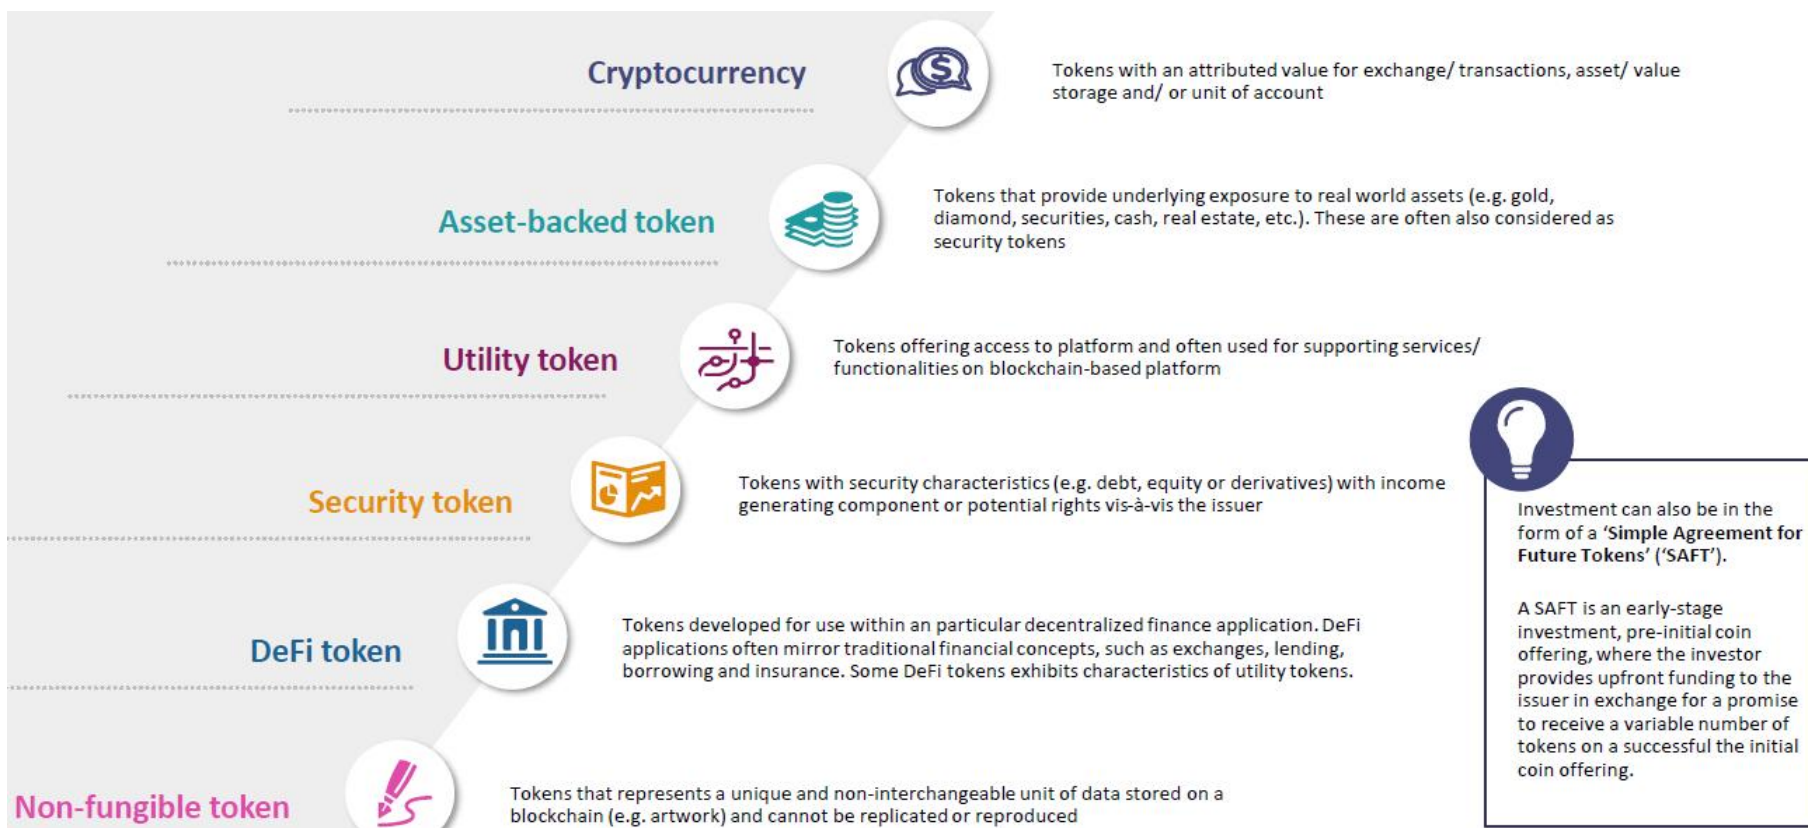 Cryptocurrency
Tokens with an attributed value for exchange/ transactions, asset/ value
storage and/ or unit of account
Asset-backed token
Tokens that provide underlying exposure to real world assets (e.g. gold,
diamond, securities, cash, real estate, etc.). These are often also considered as
security tokens
Utility token
Tokens offering access to platform and often used for supporting services/
functionalities on blockchain-based platform
Security token
Tokens with security characteristics (e.g. debt, equity or derivatives) with income
generating component or potential rights vis-à-vis the issuer
DeFi token
Tokens developed for use within an particular decentralized finance application. DeFi
applications often mirror traditional financial concepts, such as exchanges, lending,
borrowing and insurance. Some DeFi tokens exhibits characteristics of utility tokens.
Non-fungible token
Tokens that represents a unique and non-interchangeable unit of data stored on a
blockchain (e.g. artwork) and cannot be replicated or reproduced
Investment can also be in the
form of a ‘Simple Agreement for
Future Tokens’ (‘SAFT’).
A SAFT is an early-stage
investment, pre-initial coin
offering, where the investor
provides upfront funding to the
issuer in exchange for a promise
to receive a variable number of
tokens on a successful the initial
coin offering.